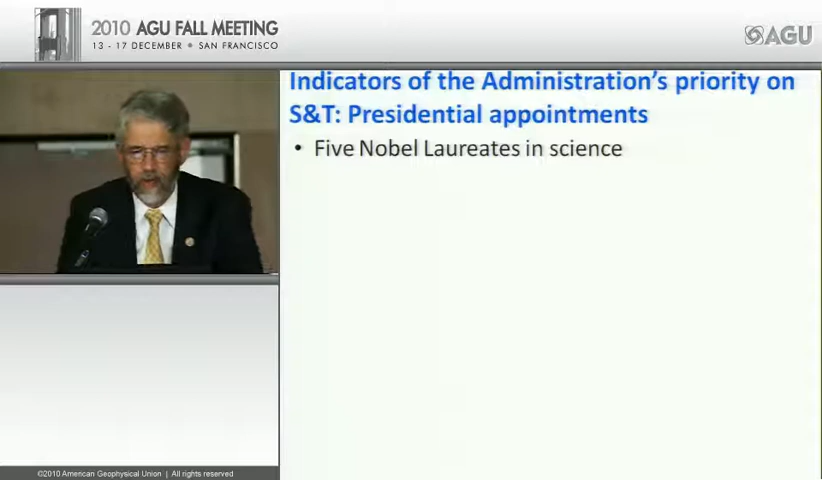 2010 AGU FALL MEETING
13 - 17 DECEMBER • SAN FRANCISCO
AGU
Indicators of the Administration's priority on
S&T: Presidential appointments
• Five Nobel Laureates in science
©2010 American Geophysical Union | All rights reserved